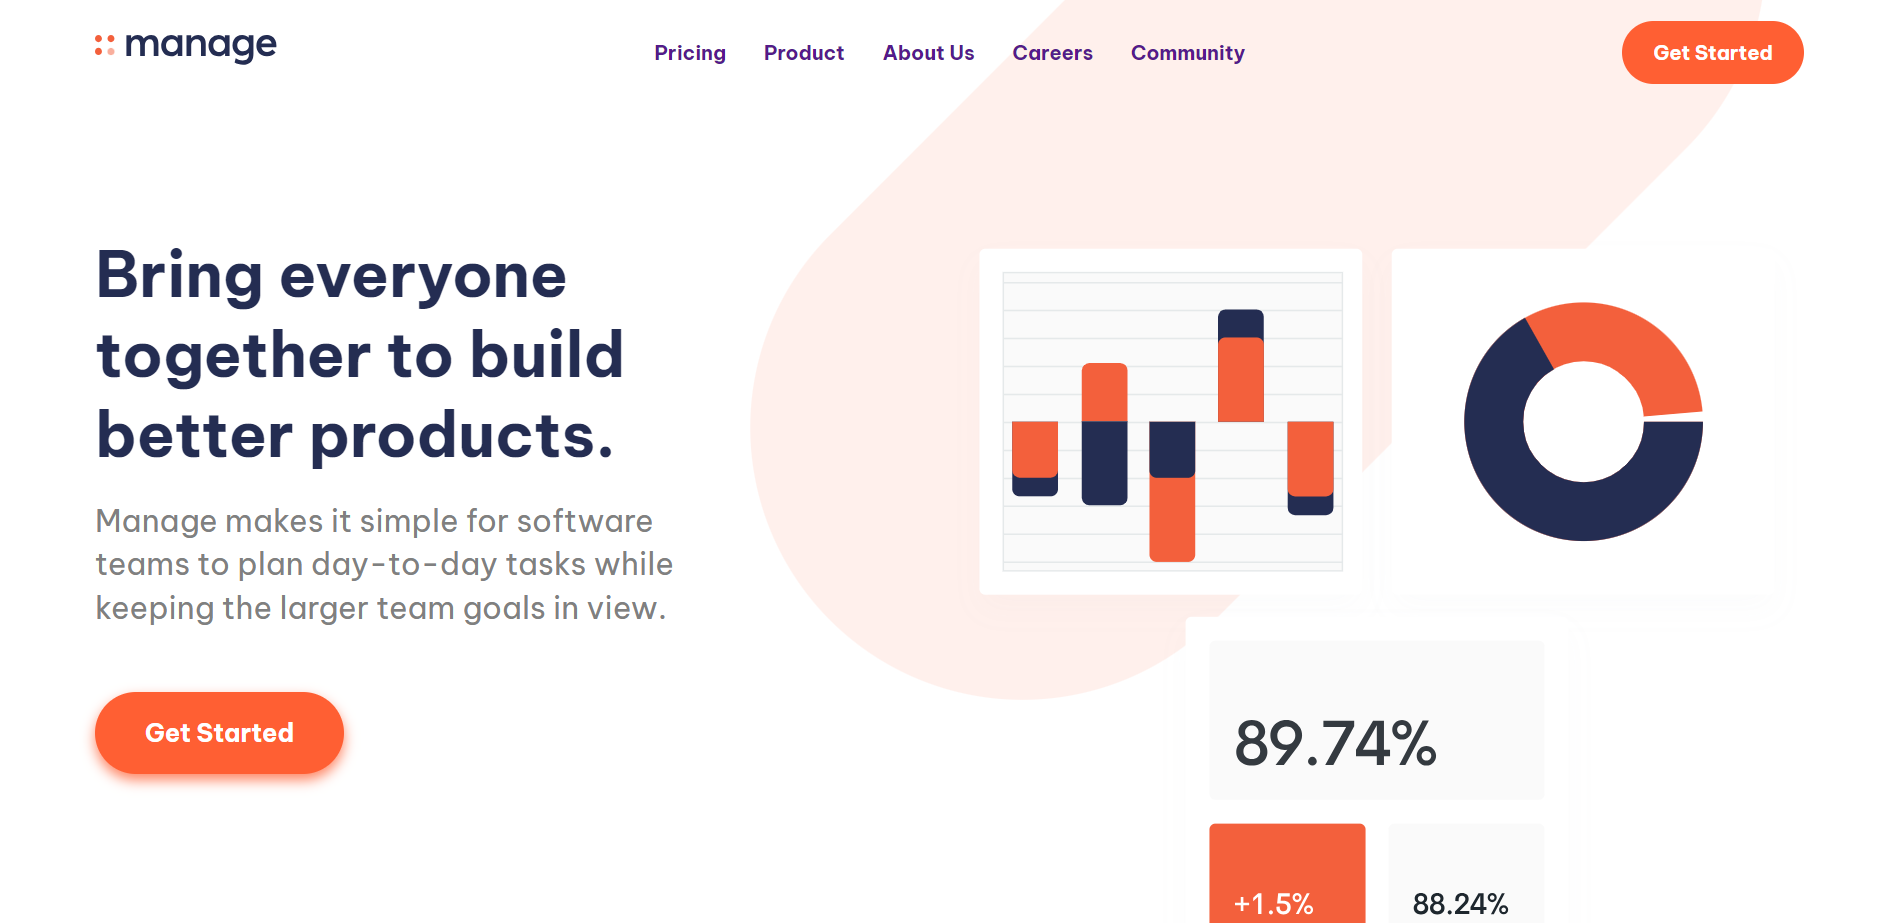 manage
Pricing Product About Us Careers Community
Get Started
Bring everyone
together to build
better products.
Manage makes it simple for software
teams to plan day-to-day tasks while
keeping the larger team goals in view.
Get Started
89.74%
+1.5%
88.24%